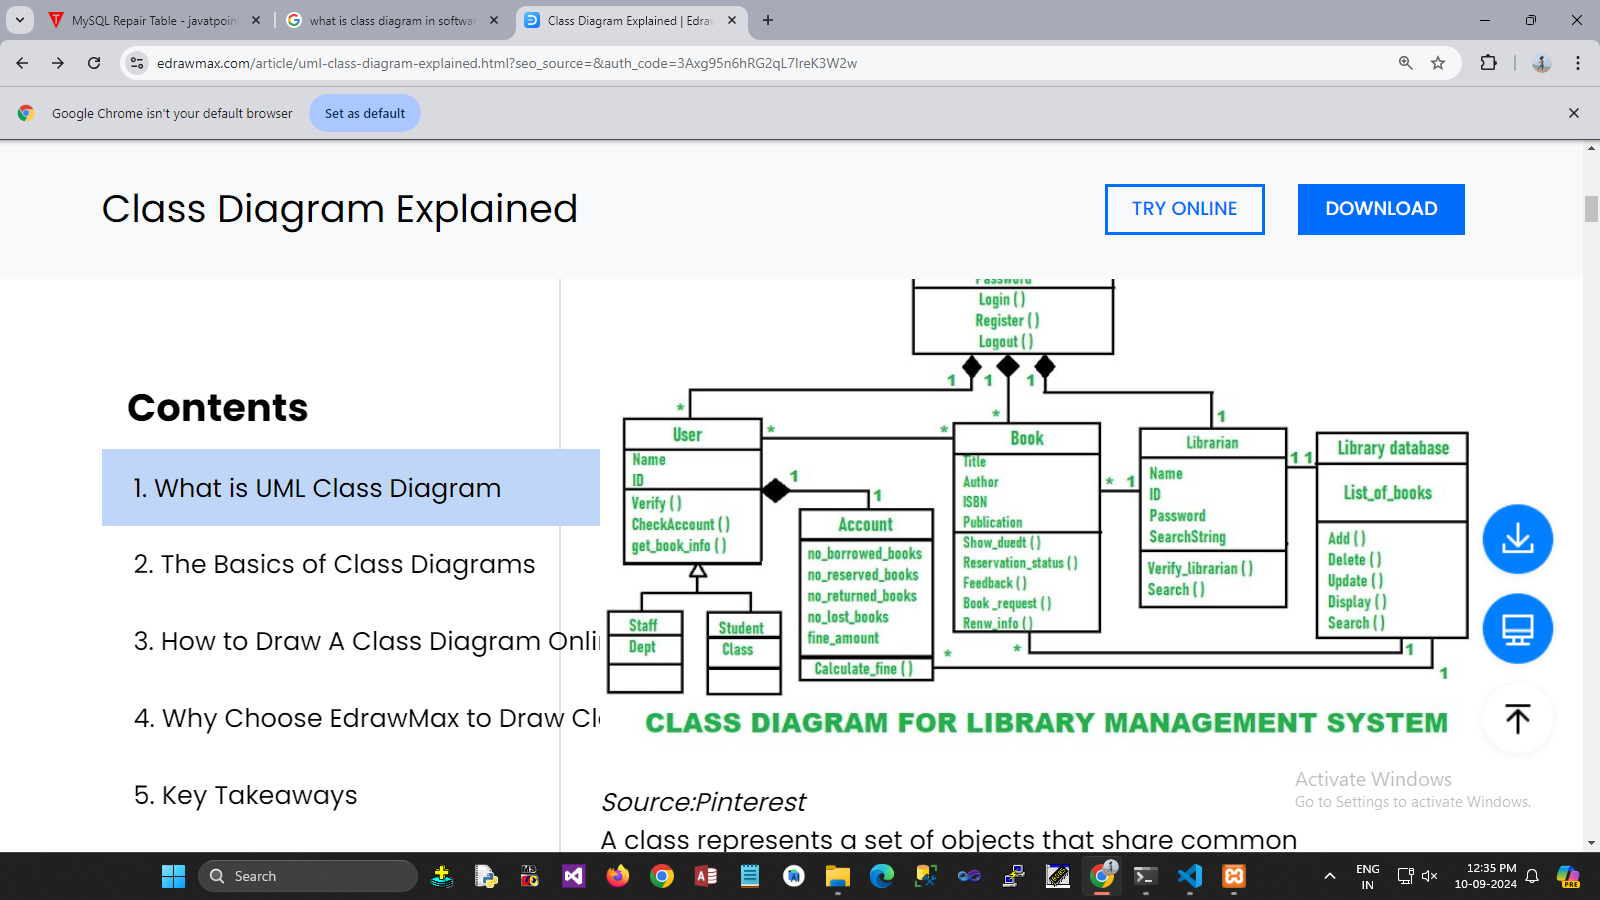 MySQL Repair Table - javatpoin
what is class diagram in softwar
Class Diagram Explained | Edraw
edrawmax.com/article/uml-class-diagram-explained.html?seo_source=&auth_code=3Axg95n6hRG2qL7IreK3W2w
Google Chrome isn't your default browser
Set as default
Class Diagram Explained
TRY ONLINE
DOWNLOAD
Contents
1. What is UML Class Diagram
2. The Basics of Class Diagrams
3. How to Draw A Class Diagram Onli
4. Why Choose EdrawMax to Draw Cl
5. Key Takeaways
Password
Login ( )
Register ( )
Logout ( )
1 1 1
* * 1
User
Name
ID
Verify ( )
CheckAccount ( )
get_book_info ( )
* *
1
1
Staff
Dept
Student
Class
Account
no_borrowed_books
no_reserved_books
no_returned_books
no_lost_books
fine_amount
Calculate_fine ( )
Book
Title
Author
ISBN
Publication
Show_duedt ( )
Reservation_status ( )
Feedback ( )
Book _request ( )
Renw_info ( )
* 1
Librarian
Name
ID
Password
SearchString
Verify_librarian ( )
Search ( )
1 1
Library database
List_of_books
Add ( )
Delete ( )
Update ( )
Display ( )
Search ( )
* * 1
1
CLASS DIAGRAM FOR LIBRARY MANAGEMENT SYSTEM
Source:Pinterest
A class represents a set of objects that share common
Activate Windows
Go to Settings to activate Windows.
Search
ENG
IN
12:35 PM
10-09-2024
PRE